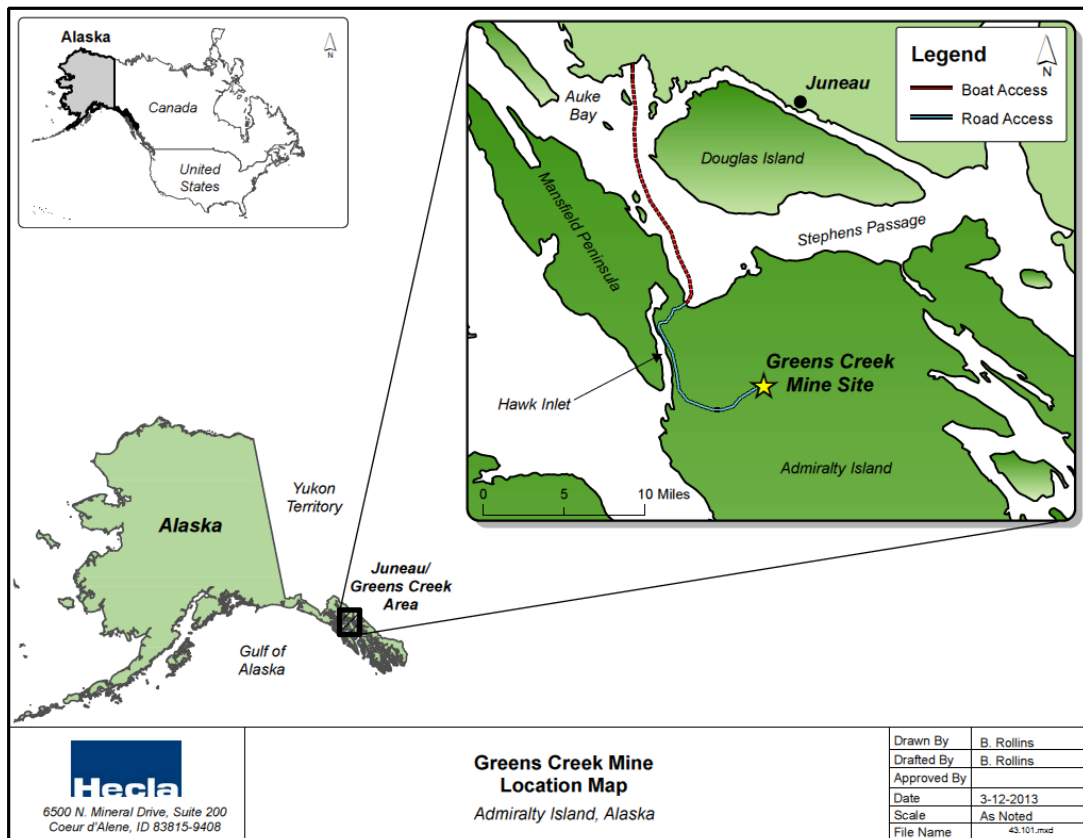 Alaska
N
Canada
United
States
Legend
N
Boat Access
Road Access
Juneau
Auke
Bay
Douglas Island
Mansfield Peninsula
Stephens Passage
Greens Creek
Mine Site
Hawk Inlet
Admiralty Island
0 5 10 Miles
Yukon
Territory
Alaska
Juneau/
Greens Creek
Area
Gulf of
Alaska
Hecla
6500 N. Mineral Drive, Suite 200
Coeur d'Alene, ID 83815-9408
Greens Creek Mine
Location Map
Admiralty Island, Alaska
Drawn By B. Rollins
Drafted By B. Rollins
Approved By
Date 3-12-2013
Scale As Noted
File Name 43.101.mxd